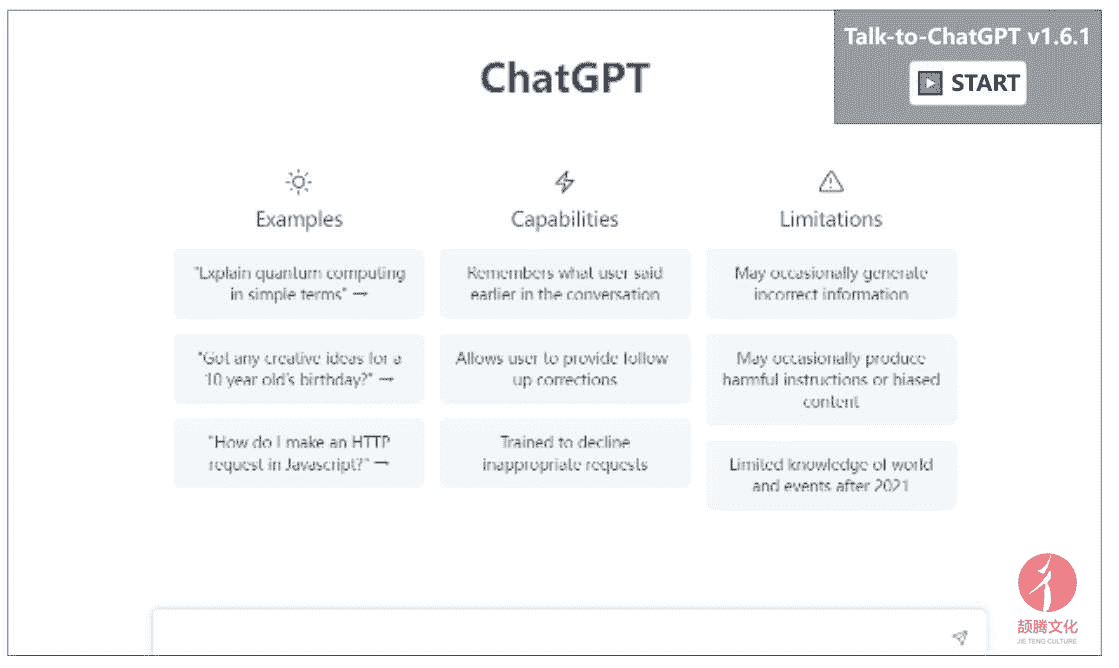 Talk-to-ChatGPT v1.6.1
START
ChatGPT
Examples
"Explain quantum computing
in simple terms" →
"Got any creative ideas for a
10 year old's birthday?" →
"How do I make an HTTP
request in Javascript?" →
Capabilities
Remembers what user said
earlier in the conversation
Allows user to provide follow
up corrections
Trained to decline
inappropriate requests
Limitations
May occasionally generate
incorrect information
May occasionally produce
harmful instructions or biased
content
Limited knowledge of world
and events after 2021
颉腾文化
JIE TENG CULTURE